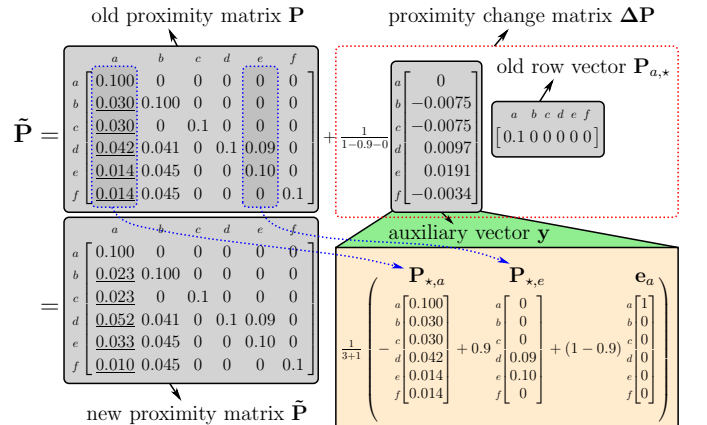 old proximity matrix P
proximity change matrix ΔP
a b c d e f
a 0.100 0 0 0 0 0
b 0.030 0.100 0 0 0 0
c 0.030 0 0.1 0 0 0
d 0.042 0.041 0 0.1 0.09 0
e 0.014 0.045 0 0 0.10 0
f 0.014 0.045 0 0 0 0.1
P̃ =
+ 1/(1−0.9−0)
a 0
b −0.0075
c −0.0075
d 0.0097
e 0.0191
f −0.0034
old row vector P_{a,⋆}
a b c d e f
[0.1 0 0 0 0 0]
auxiliary vector y
=
a b c d e f
a 0.100 0 0 0 0 0
b 0.023 0.100 0 0 0 0
c 0.023 0 0.1 0 0 0
d 0.052 0.041 0 0.1 0.09 0
e 0.033 0.045 0 0 0.10 0
f 0.010 0.045 0 0 0 0.1
new proximity matrix P̃
P_{⋆,a} P_{⋆,e} e_a
1/(3+1) ( − + 0.9 + (1−0.9) )
a 0.100 a 0 a 1
b 0.030 b 0 b 0
c 0.030 c 0 c 0
d 0.042 d 0.09 d 0
e 0.014 e 0.10 e 0
f 0.014 f 0 f 0